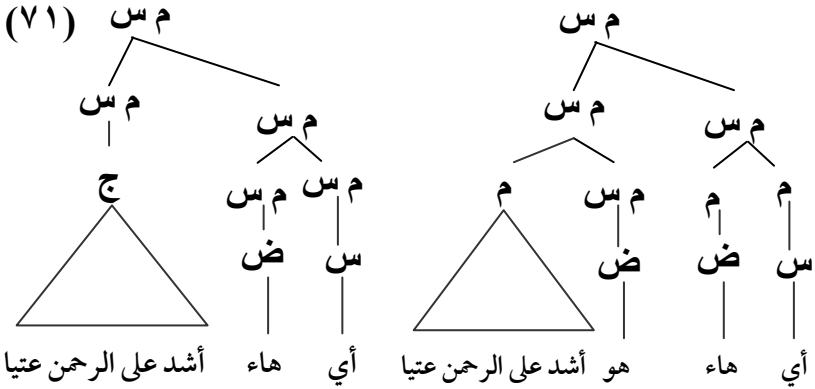 م س م س (٧١)
م س م س م س م س
م م م س م م س م س ج
س ض ض س ض
أي هاء هو أشد على الرحمن عتيا أي هاء أشد على الرحمن عتيا